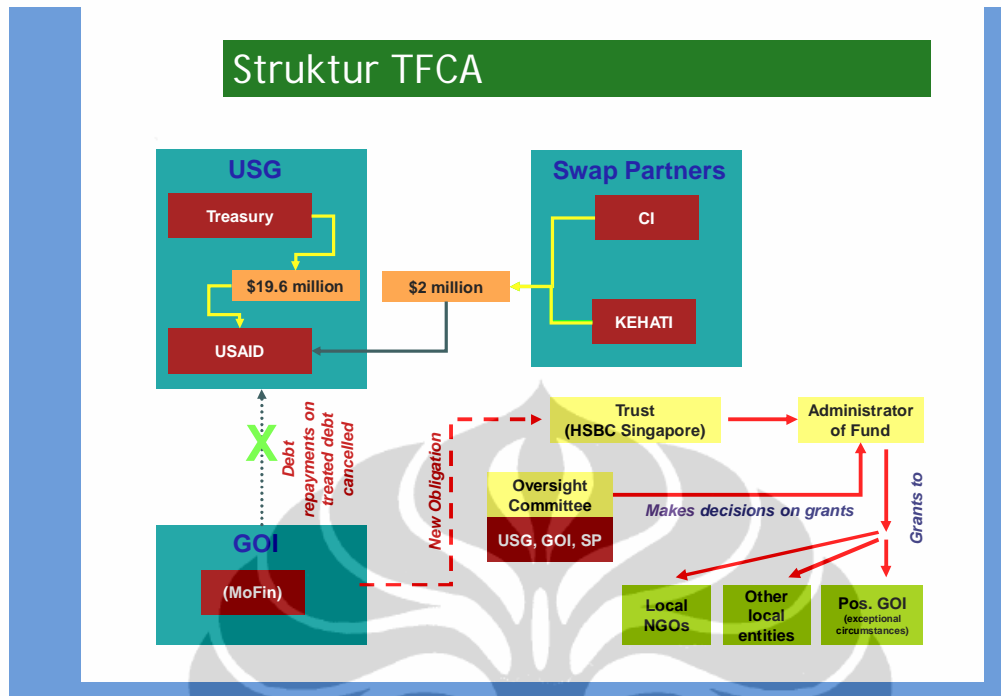 Struktur TFCA
USG
Treasury
$19.6 million
USAID
$2 million
Swap Partners
CI
KEHATI
X
Debt
repayments on
treated debt
cancelled
GOI
(MoFin)
New Obligation
Trust
(HSBC Singapore)
Administrator
of Fund
Oversight
Committee
USG, GOI, SP
Makes decisions on grants
Grants to
Local
NGOs
Other
local
entities
Pos. GOI
(exceptional
circumstances)